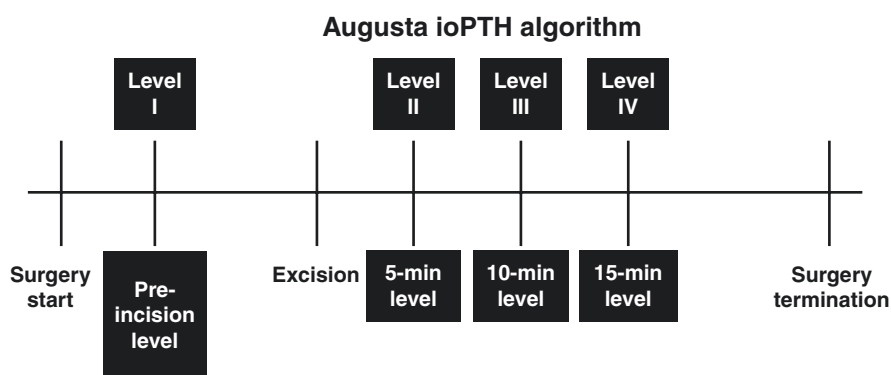 Augusta ioPTH algorithm
Level
I
Level
II
Level
III
Level
IV
Surgery
start
Pre-
incision
level
Excision
5-min
level
10-min
level
15-min
level
Surgery
termination